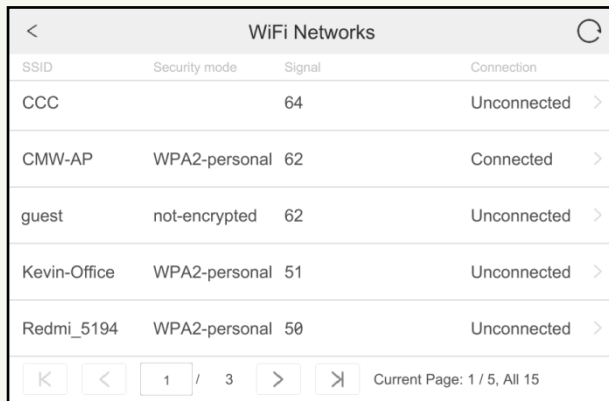 WiFi Networks
SSID Security mode Signal Connection
CCC 64 Unconnected
CMW-AP WPA2-personal 62 Connected
guest not-encrypted 62 Unconnected
Kevin-Office WPA2-personal 51 Unconnected
Redmi_5194 WPA2-personal 50 Unconnected
1 / 3 Current Page: 1 / 5, All 15